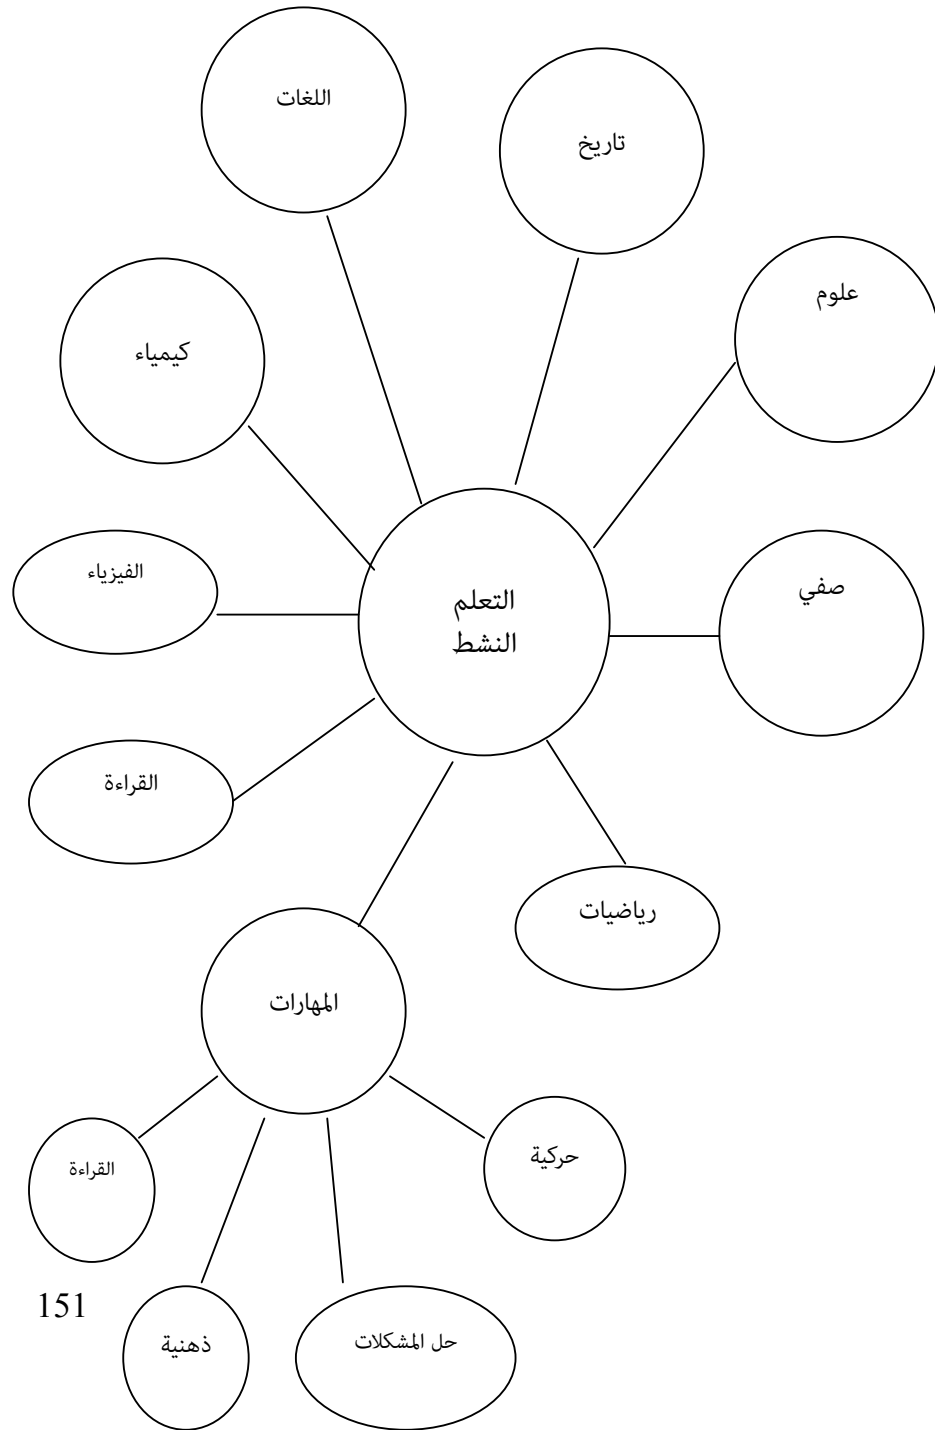 اللغات
تاريخ
علوم
كيمياء
الفيزياء
صفي
التعلم
النشط
القراءة
رياضيات
المهارات
حركية
القراءة
151
حل المشكلات
ذهنية